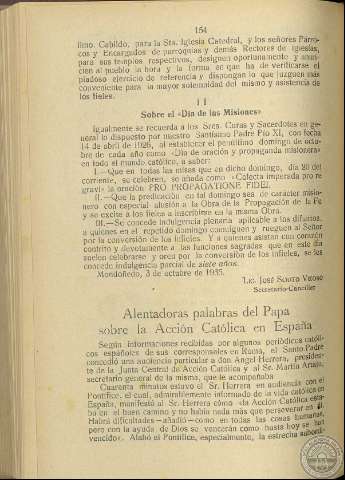 154
Iltmo. Cabildo, para la Sta. Iglesia Catedral, y los señores Párro-
cos y Encargados de parroquias y demás Rectores de iglesias,
para sus templos respectivos, designen oportunamente y anun-
cien al pueblo la hora y la forma en que ha de verificarse el
piadoso ejercicio de referencia y dispongan lo que juzguen más
conveniente para la mayor solemnidad del mismo y asistencia de
los fieles.
II
Sobre el «Día de las Misiones»
Igualmente se recuerda a los Sres. Curas y Sacerdotes en ge-
neral lo dispuesto por nuestro Santísimo Padre Pío XI, con fecha
14 de abril de 1926, al establecer el penúltimo domingo de octu-
bre de cada año como «Día de oración y propaganda misionera»
en todo el mundo católico, a saber:
I.—Que en todas las misas que en dicho domingo, día 20 del
corriente, se celebren, se añada como «Colecta imperada pro re
gravi» la oración PRO PROPAGATIONE FIDEI.
II.—Que la predicación en tal domingo sea de carácter misio-
nero con especial alusión a la Obra de la Propagación de la Fe
y se excite a los fieles a inscribirse en la misma Obra.
III.—Se concede indulgencia plenaria aplicable a los difuntos,
a quienes en el repetido domingo comulguen y rueguen al Señor
por la conversión de los infieles. Y a quienes asistan con corazón
contrito y devotamente a las funciones sagradas que en este día
suelen celebrarse y oren por la conversión de los infieles, se les
concede indulgencia parcial de siete años.
Mondoñedo, 3 de octubre de 1935.
Lic. José Souto Vizoso
Secretario-Canciller
Alentadoras palabras del Papa
sobre la Acción Católica en España
Según informaciones recibidas por algunos periódicos católi-
cos españoles de sus corresponsales en Roma, el Santo Padre
concedió una audiencia particular a don Angel Herrera, presiden-
te de la Junta Central de Acción Católica y al Sr. Martín Artajo,
secretario general de la misma, que le acompañaba.
Cuarenta minutos estuvo el Sr. Herrera en audiencia con el
Pontífice, el cual, admirablemente informado de la vida católica en
España, manifestó al Sr. Herrera cómo «la Acción Católica esta-
ba en el buen camino y no había nada más que perseverar en él.
Habrá dificultades—añadió—como en todas las cosas humanas,
pero con la ayuda de Dios se vencerán como hasta hoy se han
vencido». Alabó el Pontífice, especialmente, la estrecha subordi-